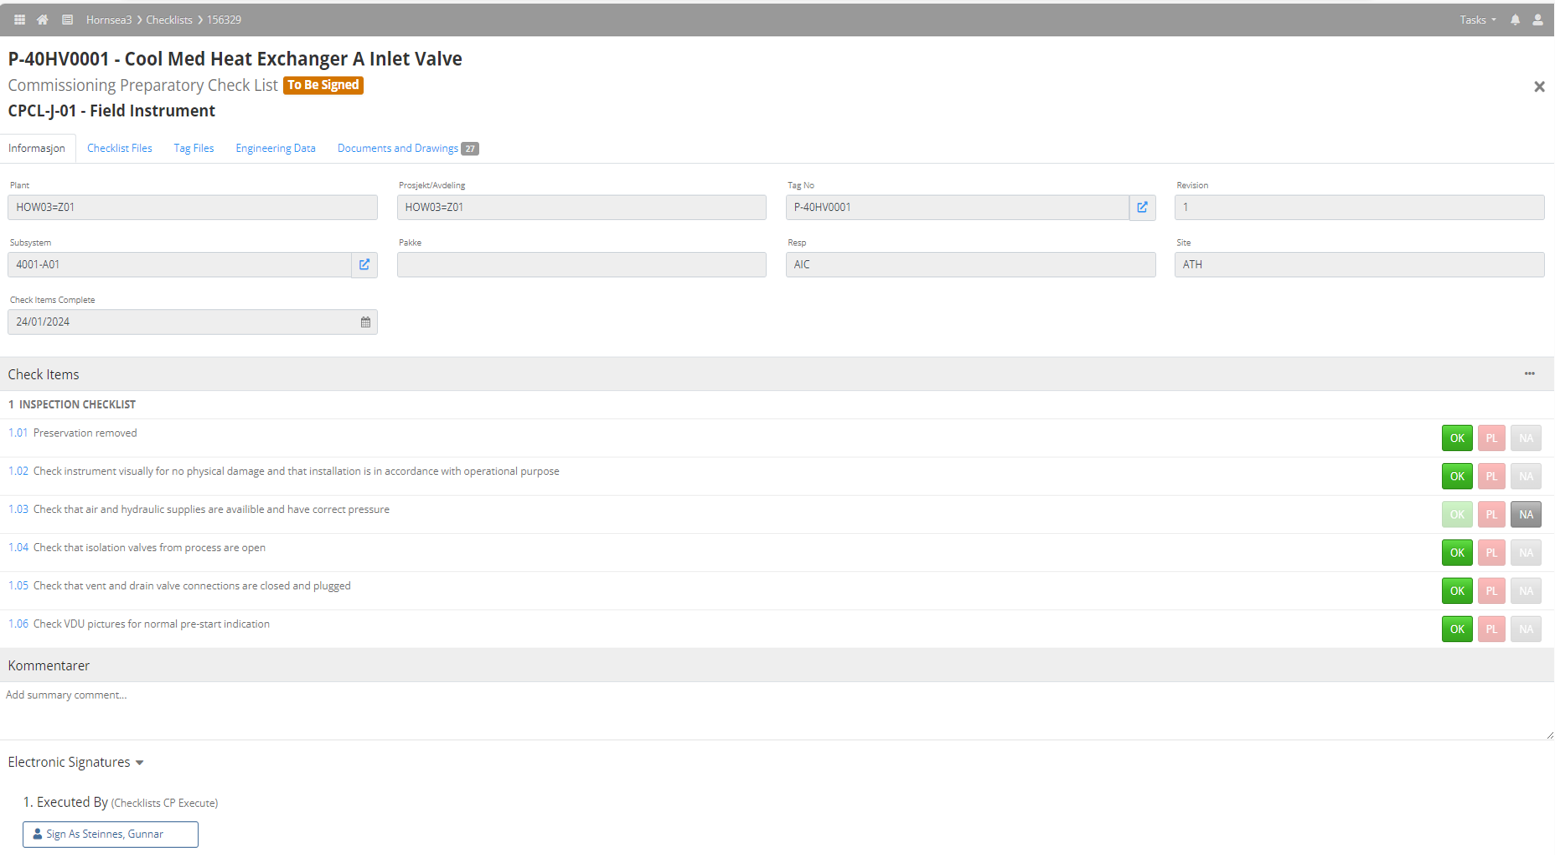 Hornsea3 > Checklists > 156329
Tasks
P-40HV0001 - Cool Med Heat Exchanger A Inlet Valve
Commissioning Preparatory Check List To Be Signed
CPCL-J-01 - Field Instrument
Informasjon Checklist Files Tag Files Engineering Data Documents and Drawings 27
Plant Prosjekt/Avdeling Tag No Revision
HOW03=Z01 HOW03=Z01 P-40HV0001 1
Subsystem Pakke Resp Site
4001-A01 AIC ATH
Check Items Complete
24/01/2024
Check Items
1 INSPECTION CHECKLIST
1.01 Preservation removed OK PL NA
1.02 Check instrument visually for no physical damage and that installation is in accordance with operational purpose OK PL NA
1.03 Check that air and hydraulic supplies are availible and have correct pressure OK PL NA
1.04 Check that isolation valves from process are open OK PL NA
1.05 Check that vent and drain valve connections are closed and plugged OK PL NA
1.06 Check VDU pictures for normal pre-start indication OK PL NA
Kommentarer
Add summary comment...
Electronic Signatures
1. Executed By (Checklists CP Execute)
Sign As Steinnes, Gunnar